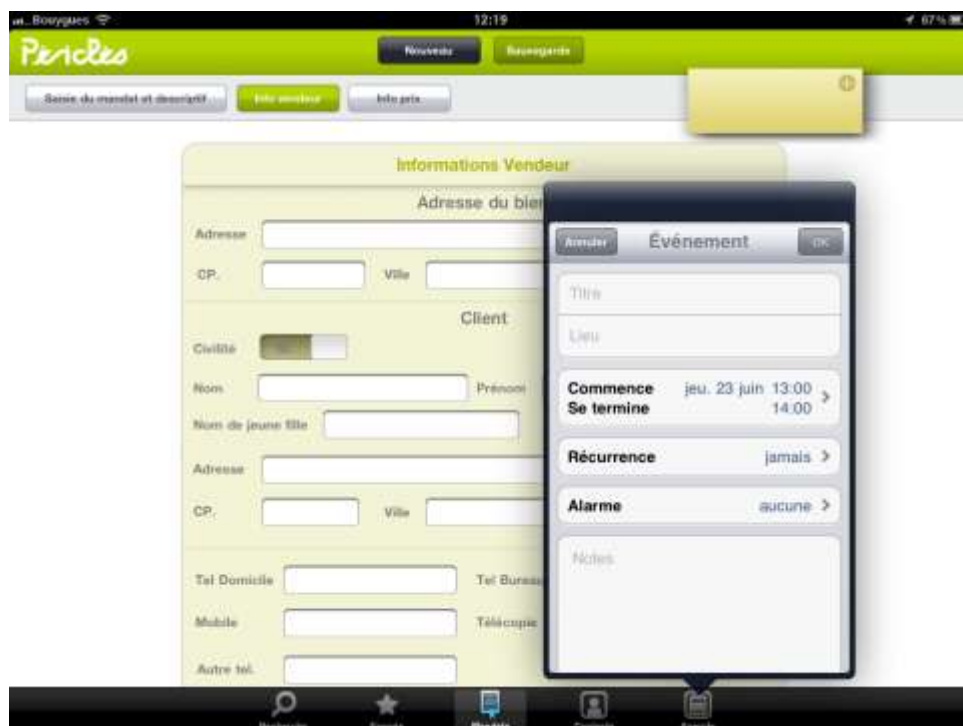 Bouygues 12:19 67%
Pericles Nouveau Sauvegarde
Saisie du mandat et descriptif Info vendeur Info prix
Informations Vendeur
Adresse du bien
Adresse
CP. Ville
Client
Civilité
Nom Prénom
Nom de jeune fille
Adresse
CP. Ville
Tel Domicile Tel Bureau
Mobile Télécopie
Autre tel.
Annuler Événement OK
Titre
Lieu
Commence jeu. 23 juin 13:00
Se termine 14:00
Récurrence jamais
Alarme aucune
Notes